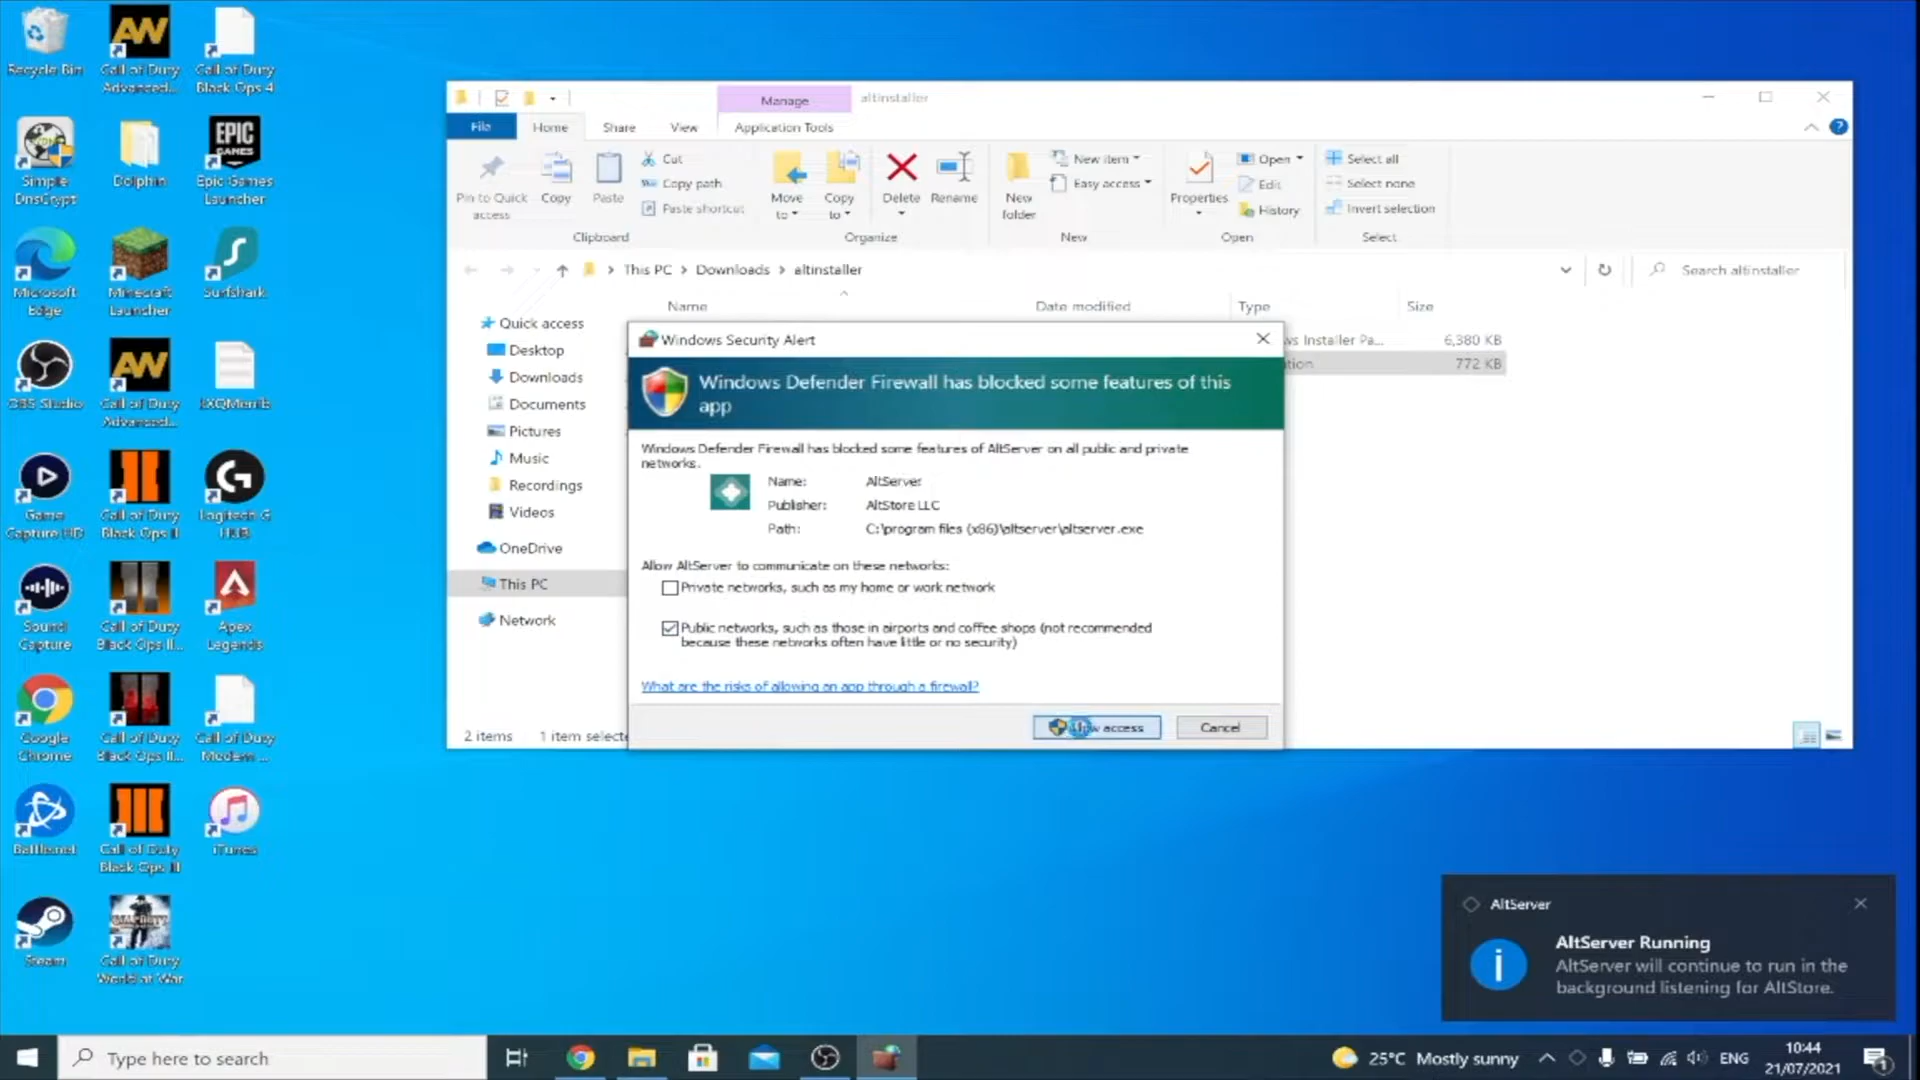 Recycle Bin
Call of Duty
Advanced...
Call of Duty
Black Ops 4
Simple
DnsCrypt
Dolphin
EPIC
GAMES
Epic Games
Launcher
Microsoft
Edge
Minecraft
Launcher
Surfshark
OBS Studio
Call of Duty
Advanced...
Game
Capture HD
Call of Duty
Black Ops II
Logitech G
HUB
Sound
Capture
Call of Duty
Black Ops II...
Apex
Legends
Google
Chrome
Call of Duty
Black Ops II...
Call of Duty
Modern ...
Battle.net
Call of Duty
Black Ops III
iTunes
Steam
Call of Duty
World at War
Manage
altinstaller
File
Home
Share
View
Application Tools
Pin to Quick
access
Copy
Paste
Cut
Copy path
Paste shortcut
Clipboard
Move
to
Copy
to
Delete
Rename
Organize
New
folder
New item
Easy access
New
Properties
Open
Edit
History
Open
Select all
Select none
Invert selection
Select
This PC > Downloads > altinstaller
Search altinstaller
Name
Date modified
Type
Size
ws Installer Pa...
6,380 KB
772 KB
Quick access
Desktop
Downloads
Documents
Pictures
Music
Recordings
Videos
OneDrive
This PC
Network
2 items
1 item selecte
Windows Security Alert
Windows Defender Firewall has blocked some features of this
app
Windows Defender Firewall has blocked some features of AltServer on all public and private
networks.
Name: AltServer
Publisher: AltStore LLC
Path: C:\program files (x86)\altserver\altserver.exe
Allow AltServer to communicate on these networks:
Private networks, such as my home or work network
Public networks, such as those in airports and coffee shops (not recommended
because these networks often have little or no security)
What are the risks of allowing an app through a firewall?
Allow access
Cancel
AltServer
AltServer Running
AltServer will continue to run in the
background listening for AltStore.
Type here to search
25°C Mostly sunny
ENG
10:44
21/07/2021